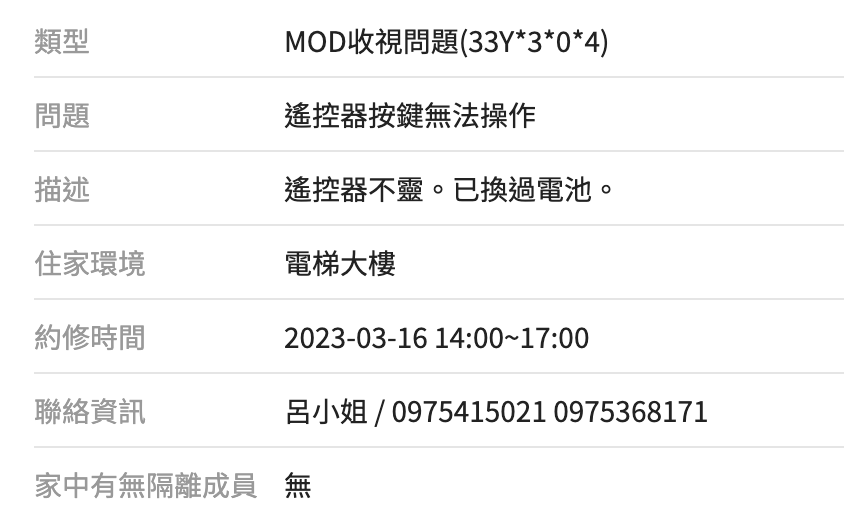 類型 MOD收視問題(33Y*3*0*4)
問題 遙控器按鍵無法操作
描述 遙控器不靈。已換過電池。
住家環境 電梯大樓
約修時間 2023-03-16 14:00~17:00
聯絡資訊 呂小姐 / 0975415021 0975368171
家中有無隔離成員 無